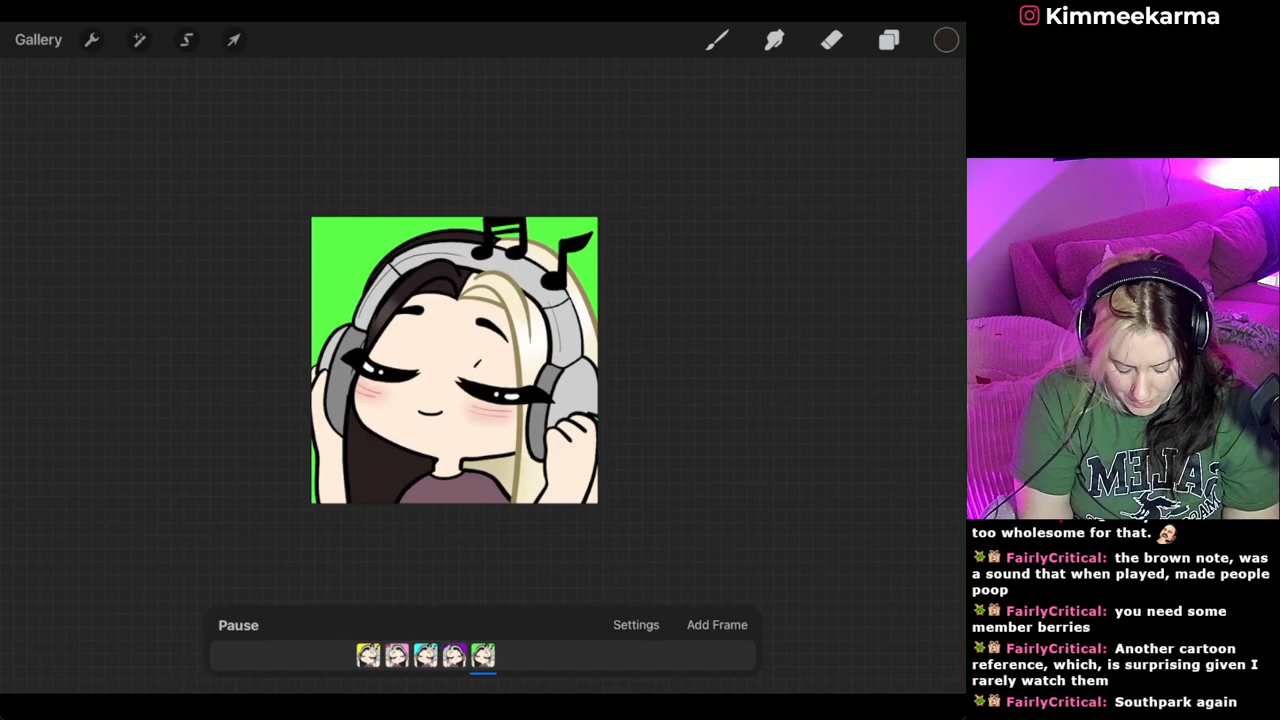 Kimmeekarma
Gallery
SALEM
too wholesome for that.
FairlyCritical: the brown note, was
a sound that when played, made people
poop
FairlyCritical: you need some
member berries
FairlyCritical: Another cartoon
reference, which, is surprising given I
rarely watch them
FairlyCritical: Southpark again
Pause
Settings
Add Frame